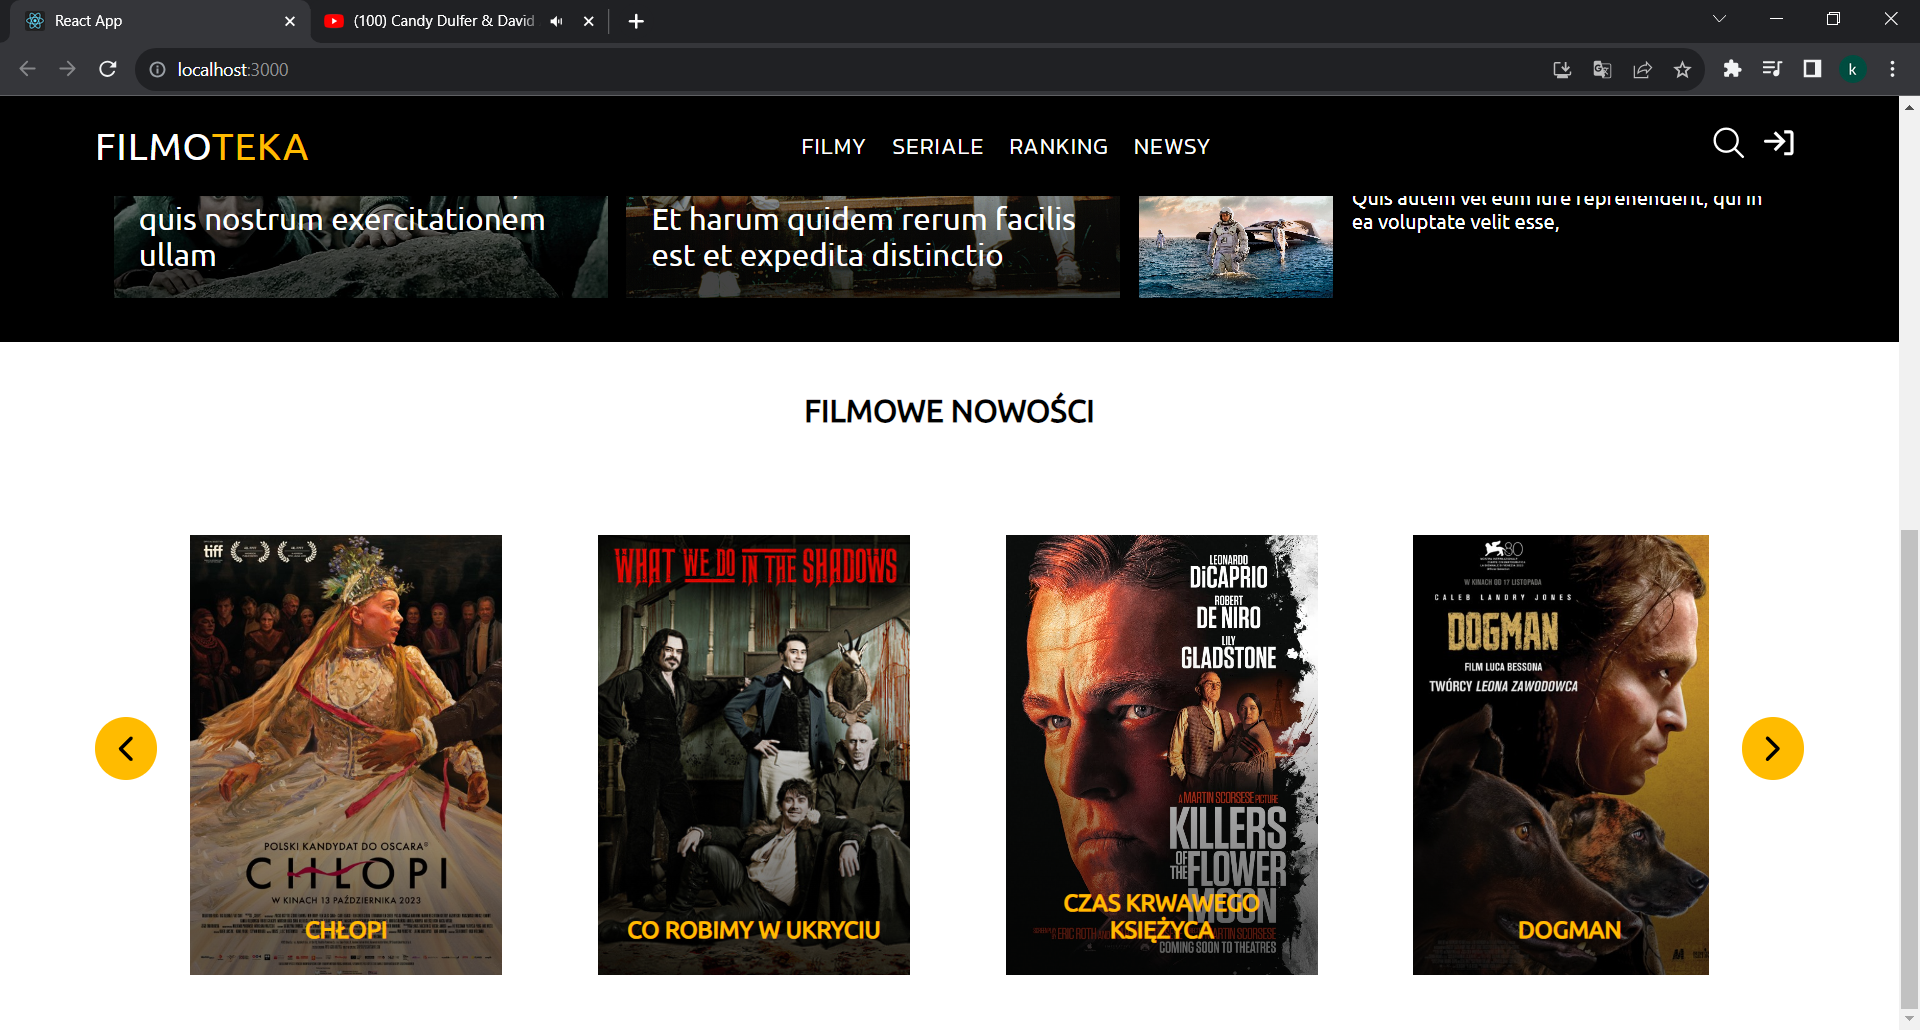 React App
(100) Candy Dulfer & David
localhost:3000
k
FILMOTEKA
FILMY SERIALE RANKING NEWSY
quis nostrum exercitationem
ullam
Et harum quidem rerum facilis
est et expedita distinctio
Quis autem vel eum iure reprehenderit, qui in
ea voluptate velit esse,
FILMOWE NOWOŚCI
tiff
POLSKI KANDYDAT DO OSCARA®
CHŁOPI
W KINACH 13 PAŹDZIERNIKA 2023
CHŁOPI
WHAT WE DO IN THE SHADOWS
CO ROBIMY W UKRYCIU
LEONARDO
DiCAPRIO
ROBERT
DE NIRO
LILY
GLADSTONE
A MARTIN SCORSESE PICTURE
KILLERS
OF THE FLOWER
MOON
CZAS KRWAWEGO
KSIĘŻYCA
COMING SOON TO THEATRES
80
W KINACH OD 17 LISTOPADA
CALEB LANDRY JONES
DOGMAN
FILM LUCA BESSONA
TWÓRCY LEONA ZAWODOWCA
DOGMAN